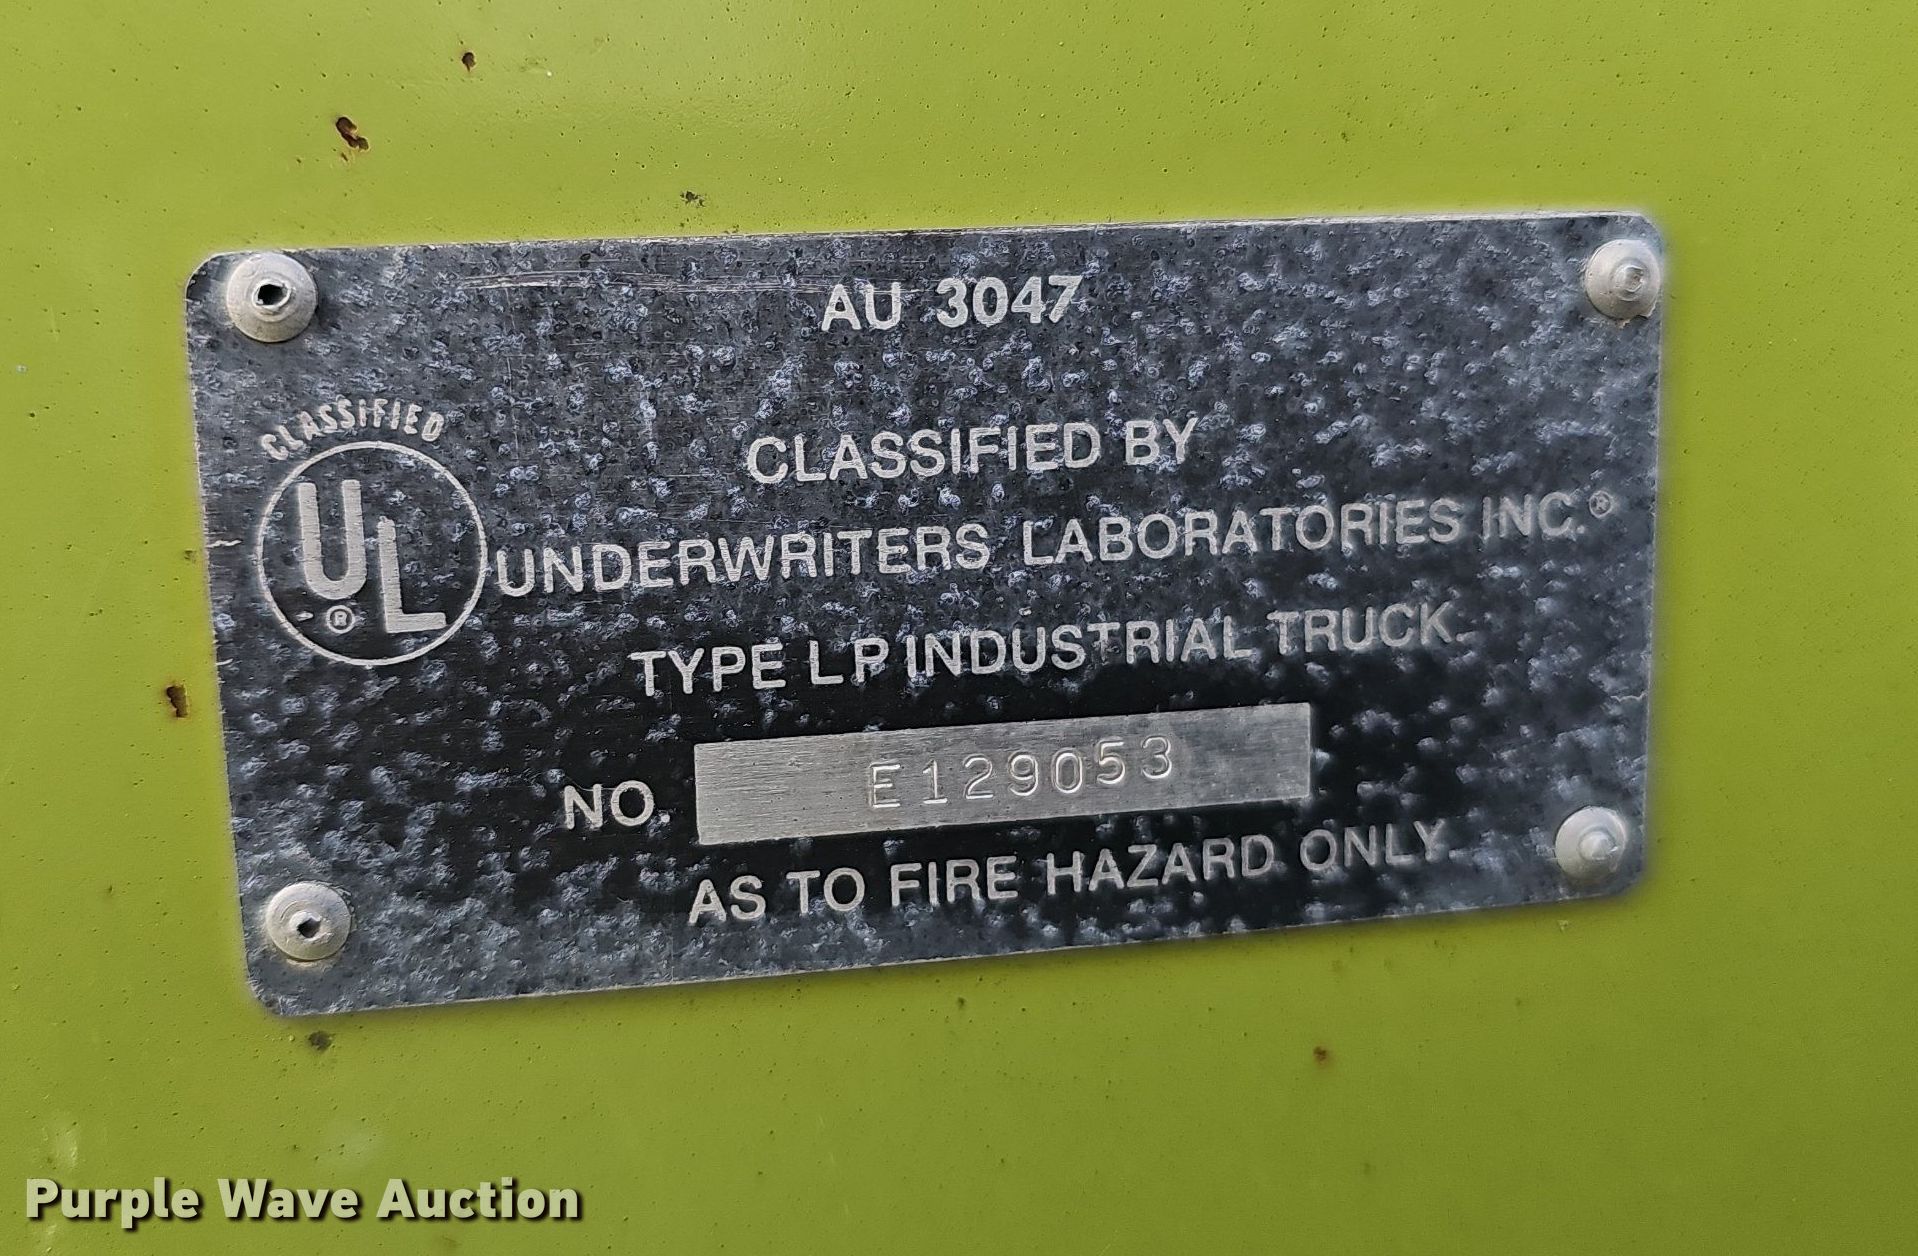 AU 3047
CLASSIFIED
UL
®
CLASSIFIED BY
UNDERWRITERS LABORATORIES INC.®
TYPE LP INDUSTRIAL TRUCK
NO. E129053
AS TO FIRE HAZARD ONLY.
Purple Wave Auction